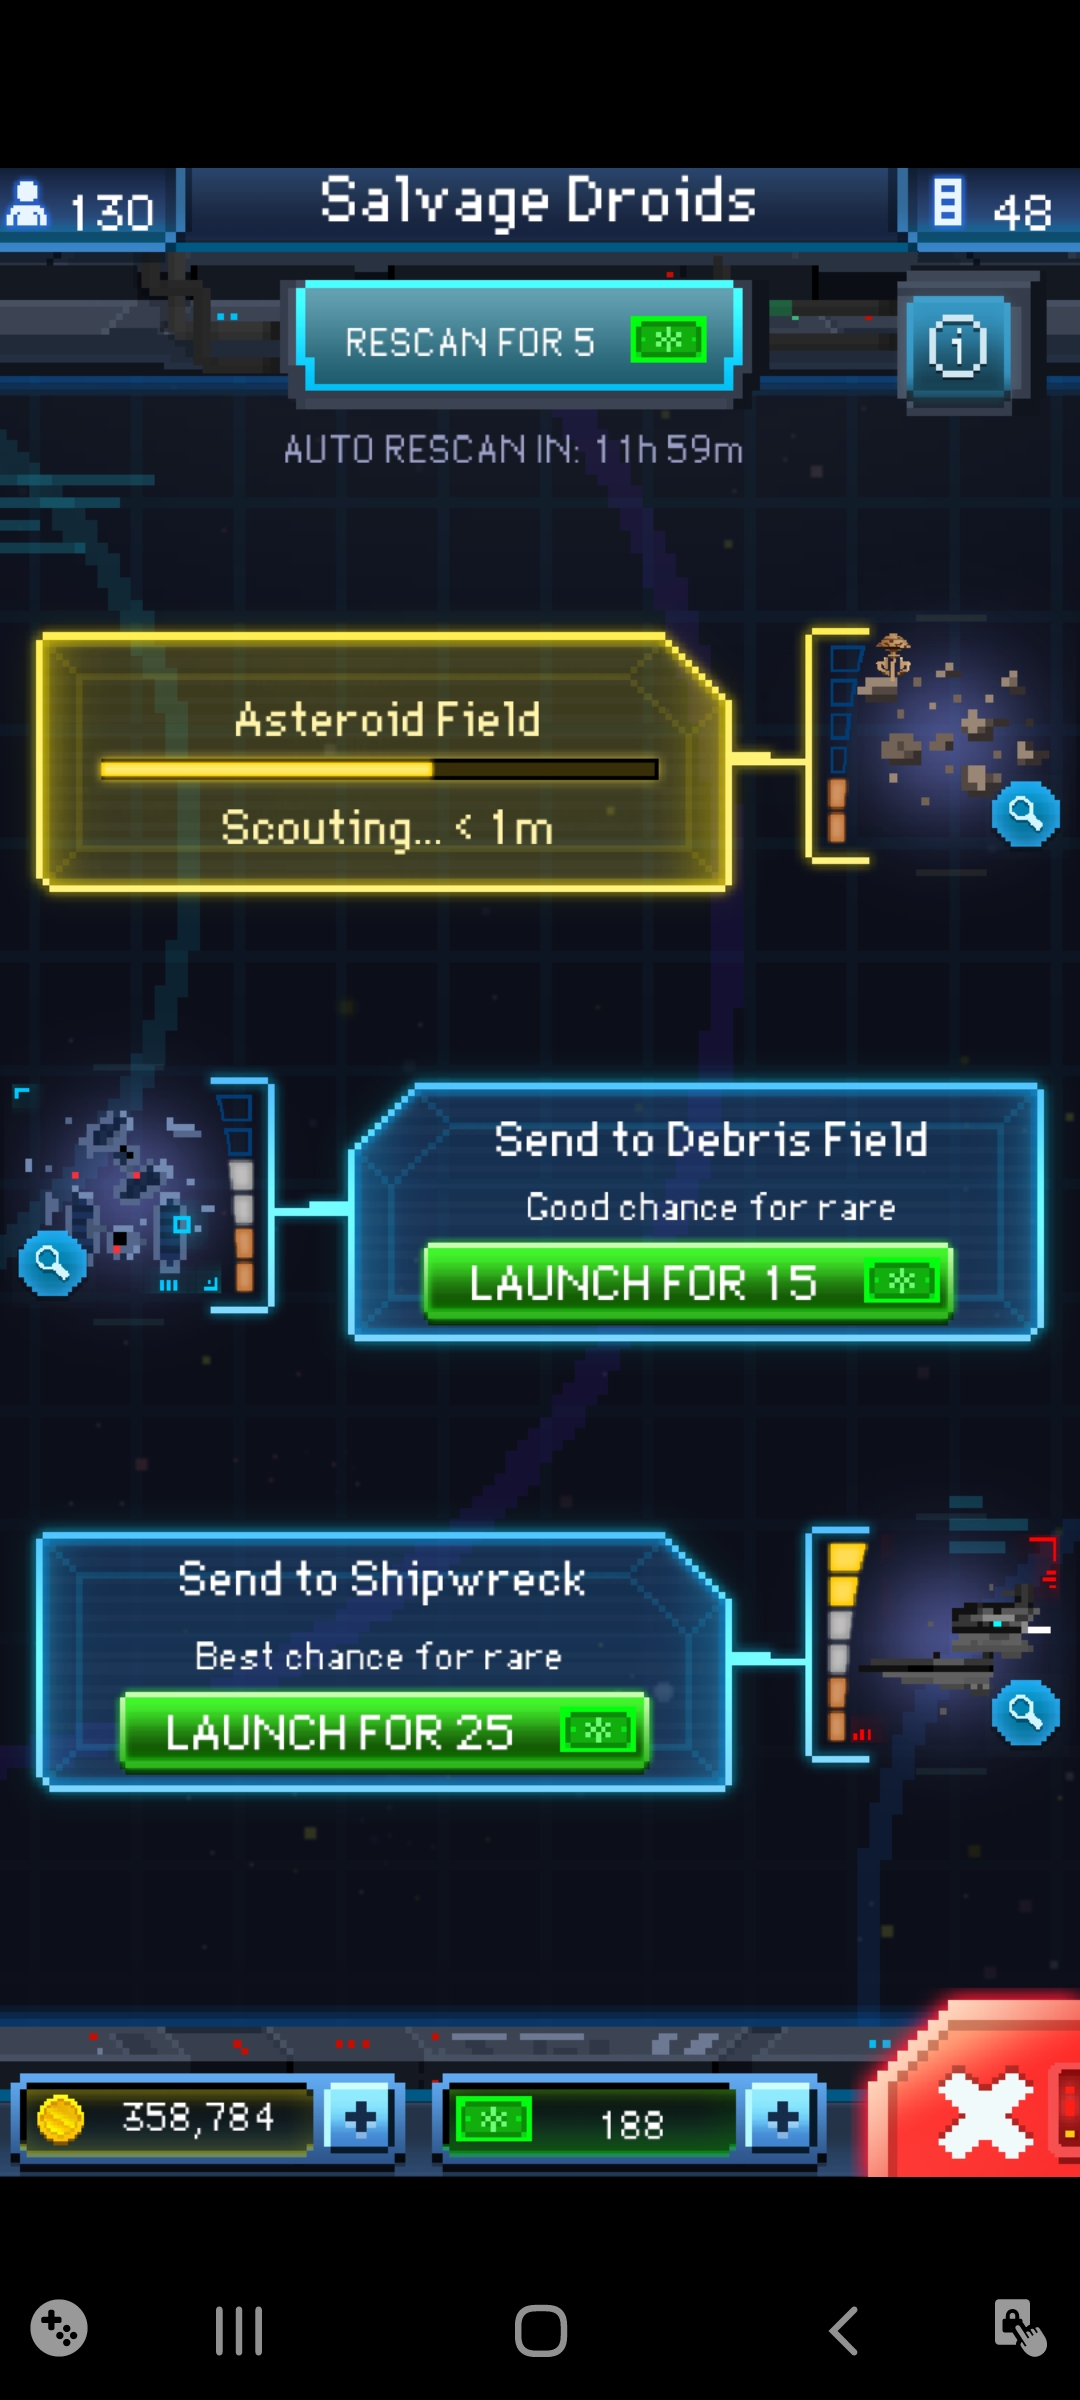 130
Salvage Droids
48
RESCAN FOR 5
AUTO RESCAN IN: 11h 59m
Asteroid Field
Scouting... < 1m
Send to Debris Field
Good chance for rare
LAUNCH FOR 15
Send to Shipwreck
Best chance for rare
LAUNCH FOR 25
358,784
188